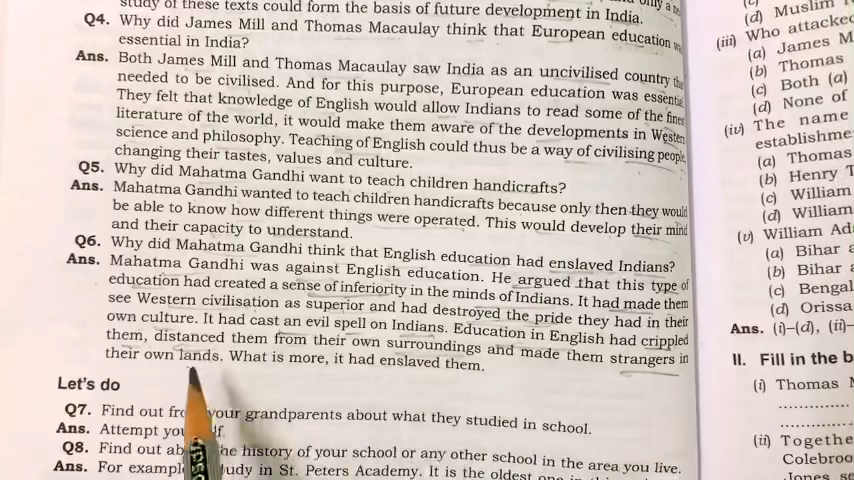 study of these texts could form the basis of future development in India.
Q4. Why did James Mill and Thomas Macaulay think that European education
essential in India?
Ans. Both James Mill and Thomas Macaulay saw India as an uncivilised country
needed to be civilised. And for this purpose, European education was
They felt that knowledge of English would allow Indians to read some of the
literature of the world, it would make them aware of the developments in
science and philosophy. Teaching of English could thus be a way of civilising people,
changing their tastes, values and culture.
Q5. Why did Mahatma Gandhi want to teach children handicrafts?
Ans. Mahatma Gandhi wanted to teach children handicrafts because only then they would
be able to know how different things were operated. This would develop their mind
and their capacity to understand.
Q6. Why did Mahatma Gandhi think that English education had enslaved Indians?
Ans. Mahatma Gandhi was against English education. He argued that this type of
education had created a sense of inferiority in the minds of Indians. It had made them
see Western civilisation as superior and had destroyed the pride they had in their
own culture. It had cast an evil spell on Indians. Education in English had crippled
them, distanced them from their own surroundings and made them strangers in
their own lands. What is more, it had enslaved them.
Let's do
Q7. Find out your grandparents about what they studied in school.
Ans. Attempt
Q8. Find out the history of your school or any other school in the area you live.
Ans. For in St. Peters Academy. It is the oldest
(d) Muslim
(iii) Who attacked
(a) James M
(b) Thomas
(c) Both (a)
(d) None of
(iv) The name
establishme
(a) Thomas
(b) Henry T
(c) William
(d) William
(v) William Ad
(a) Bihar
(b) Bihar
(c) Bengal
(d) Orissa
Ans. (i)–(d), (ii)–
II. Fill in the b
(i) Thomas
(ii) Togethe
Colebroo
Jones se